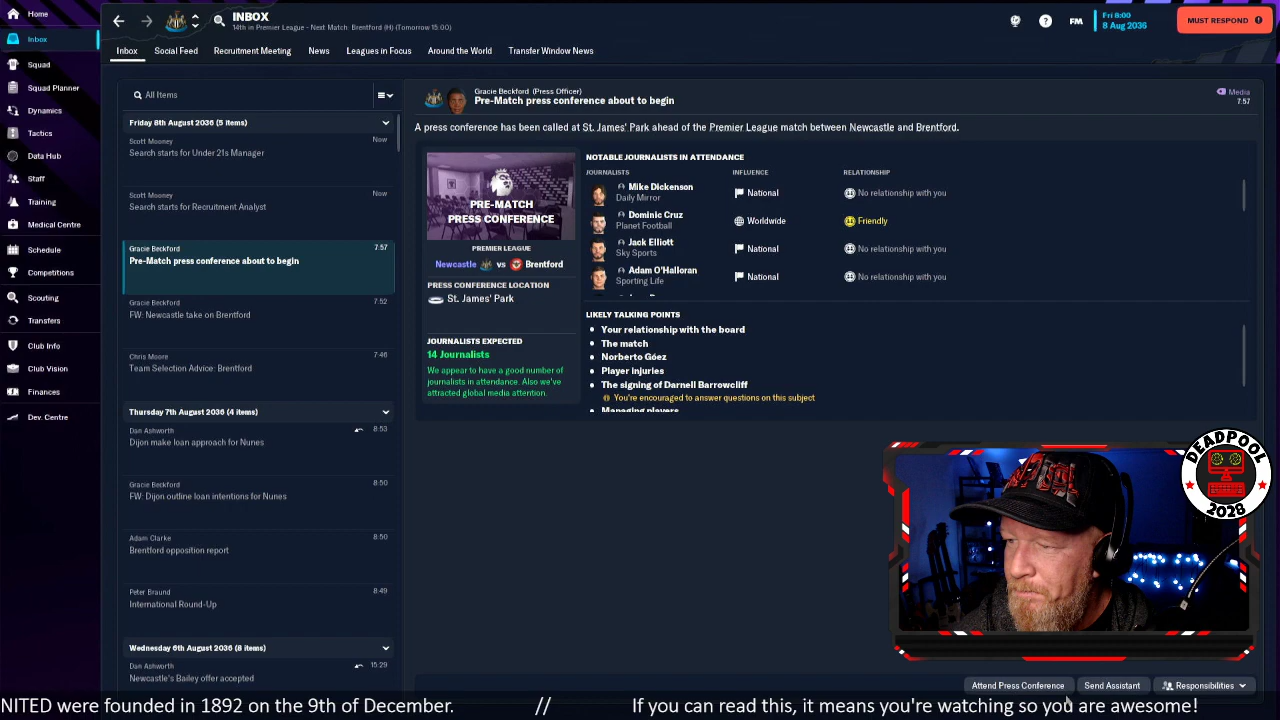 Home
Inbox
Squad
Squad Planner
Dynamics
Tactics
Data Hub
Staff
Training
Medical Centre
Schedule
Competitions
Scouting
Transfers
Club Info
Club Vision
Finances
Dev. Centre
INBOX
14th in Premier League - Next Match: Brentford (H) (Tomorrow 15:00)
FM
Fri 8:00
8 Aug 2036
MUST RESPOND
Inbox Social Feed Recruitment Meeting News Leagues in Focus Around the World Transfer Window News
All Items
Friday 8th August 2036 (5 items)
Scott Mooney Now
Search starts for Under 21s Manager
Scott Mooney Now
Search starts for Recruitment Analyst
Gracie Beckford 7:57
Pre-Match press conference about to begin
Gracie Beckford 7:52
FW: Newcastle take on Brentford
Chris Moore 7:46
Team Selection Advice: Brentford
Thursday 7th August 2036 (4 items)
Dan Ashworth 8:53
Dijon make loan approach for Nunes
Gracie Beckford 8:50
FW: Dijon outline loan intentions for Nunes
Adam Clarke 8:50
Brentford opposition report
Peter Braund 8:49
International Round-Up
Wednesday 6th August 2036 (8 items)
Dan Ashworth 15:29
Newcastle's Bailey offer accepted
Gracie Beckford (Press Officer)
Pre-Match press conference about to begin
Media
7:57
A press conference has been called at St. James' Park ahead of the Premier League match between Newcastle and Brentford.
PRE-MATCH
PRESS CONFERENCE
PREMIER LEAGUE
Newcastle vs Brentford
PRESS CONFERENCE LOCATION
St. James' Park
JOURNALISTS EXPECTED
14 Journalists
We appear to have a good number of
journalists in attendance. Also we've
attracted global media attention.
NOTABLE JOURNALISTS IN ATTENDANCE
JOURNALISTS INFLUENCE RELATIONSHIP
Mike Dickenson
Daily Mirror
National No relationship with you
Dominic Cruz
Planet Football
Worldwide Friendly
Jack Elliott
Sky Sports
National No relationship with you
Adam O'Halloran
Sporting Life
National No relationship with you
LIKELY TALKING POINTS
Your relationship with the board
The match
Norberto Góez
Player injuries
The signing of Darnell Barrowcliff
You're encouraged to answer questions on this subject
Managing players
DEADPOOL
2028
Attend Press Conference Send Assistant Responsibilities
NITED were founded in 1892 on the 9th of December. // If you can read this, it means you're watching so you are awesome!